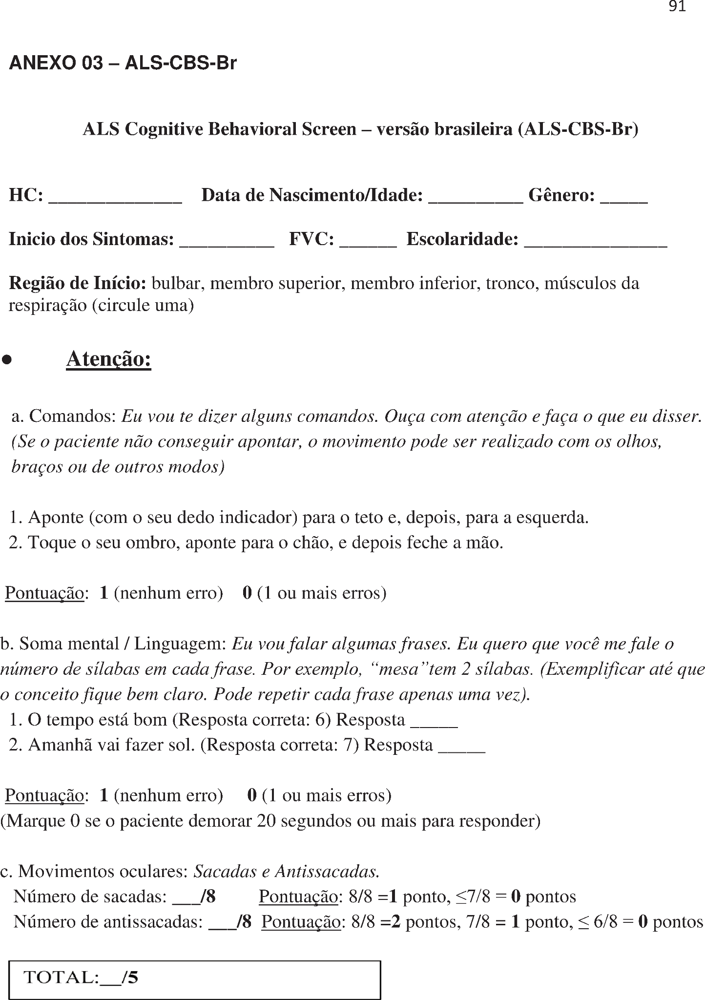 91
ANEXO 03 – ALS-CBS-Br
ALS Cognitive Behavioral Screen – versão brasileira (ALS-CBS-Br)
HC: ______________ Data de Nascimento/Idade: __________ Gênero: _____
Inicio dos Sintomas: __________ FVC: ______ Escolaridade: _______________
Região de Início: bulbar, membro superior, membro inferior, tronco, músculos da
respiração (circule uma)
● Atenção:
a. Comandos: Eu vou te dizer alguns comandos. Ouça com atenção e faça o que eu disser.
(Se o paciente não conseguir apontar, o movimento pode ser realizado com os olhos,
braços ou de outros modos)
1. Aponte (com o seu dedo indicador) para o teto e, depois, para a esquerda.
2. Toque o seu ombro, aponte para o chão, e depois feche a mão.
Pontuação: 1 (nenhum erro) 0 (1 ou mais erros)
b. Soma mental / Linguagem: Eu vou falar algumas frases. Eu quero que você me fale o
número de sílabas em cada frase. Por exemplo, “mesa”tem 2 sílabas. (Exemplificar até que
o conceito fique bem claro. Pode repetir cada frase apenas uma vez).
1. O tempo está bom (Resposta correta: 6) Resposta _____
2. Amanhã vai fazer sol. (Resposta correta: 7) Resposta _____
Pontuação: 1 (nenhum erro) 0 (1 ou mais erros)
(Marque 0 se o paciente demorar 20 segundos ou mais para responder)
c. Movimentos oculares: Sacadas e Antissacadas.
Número de sacadas: ___/8 Pontuação: 8/8 =1 ponto, ≤7/8 = 0 pontos
Número de antissacadas: ___/8 Pontuação: 8/8 =2 pontos, 7/8 = 1 ponto, ≤ 6/8 = 0 pontos
TOTAL:__/5